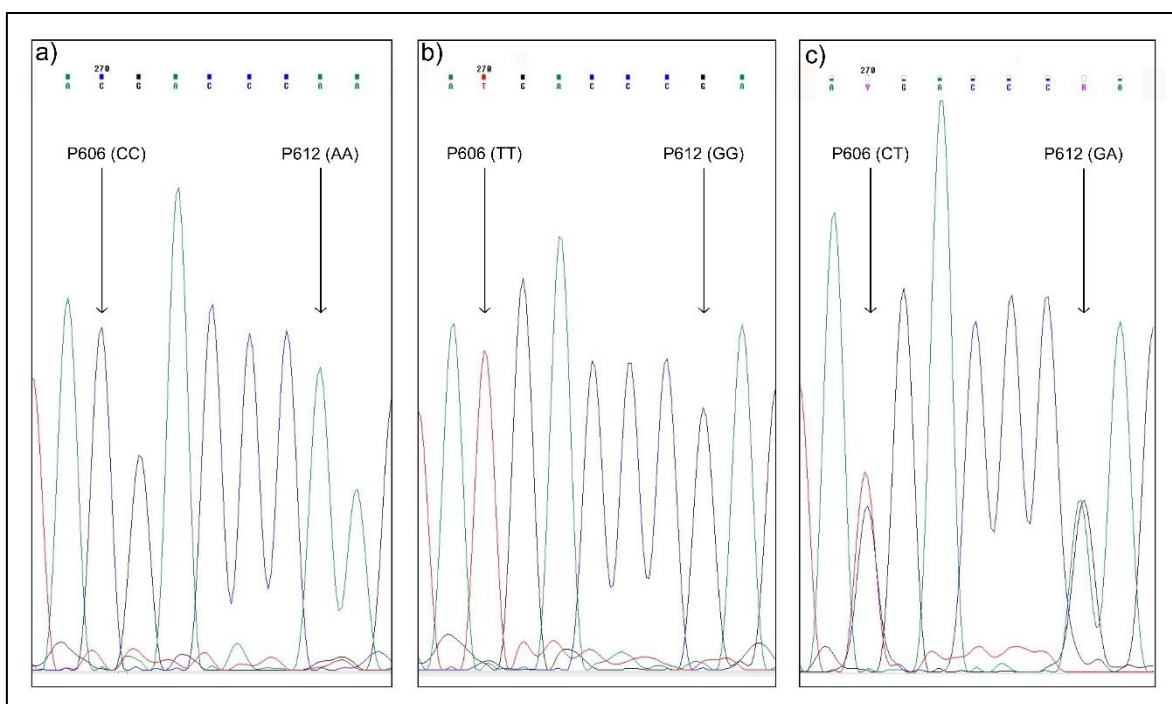 a)
270
A C G A C C C A A
P606 (CC)
P612 (AA)
b)
270
A T G A C C C G A
P606 (TT)
P612 (GG)
c)
270
A Y G A C C C R A
P606 (CT)
P612 (GA)